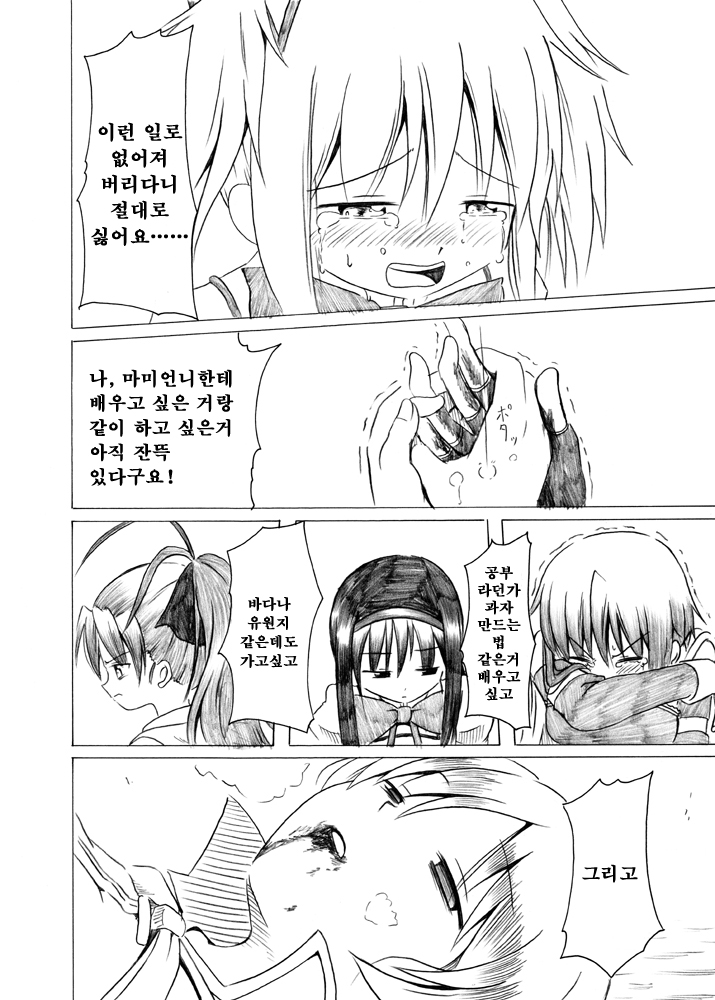 이런 일로
없어져
버리다니
절대로
싫어요……
나, 마미언니한테
배우고 싶은 거랑
같이 하고 싶은거
아직 잔뜩
있다구요!
ポタッ
공부
라던가
과자
만드는
법
같은거
배우고
싶고
바다나
유원지
같은데도
가고싶고
그리고